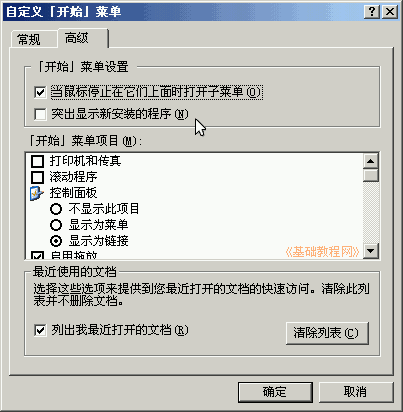 自定义「开始」菜单
常规
高级
「开始」菜单设置
当鼠标停止在它们上面时打开子菜单(O)
突出显示新安装的程序(N)
「开始」菜单项目(M):
打印机和传真
滚动程序
控制面板
不显示此项目
显示为菜单
显示为链接
启用拖放
《基础教程网》
最近使用的文档
选择这些选项来提供到您最近打开的文档的快速访问。清除此列
表并不删除文档。
列出我最近打开的文档(R)
清除列表(C)
确定
取消